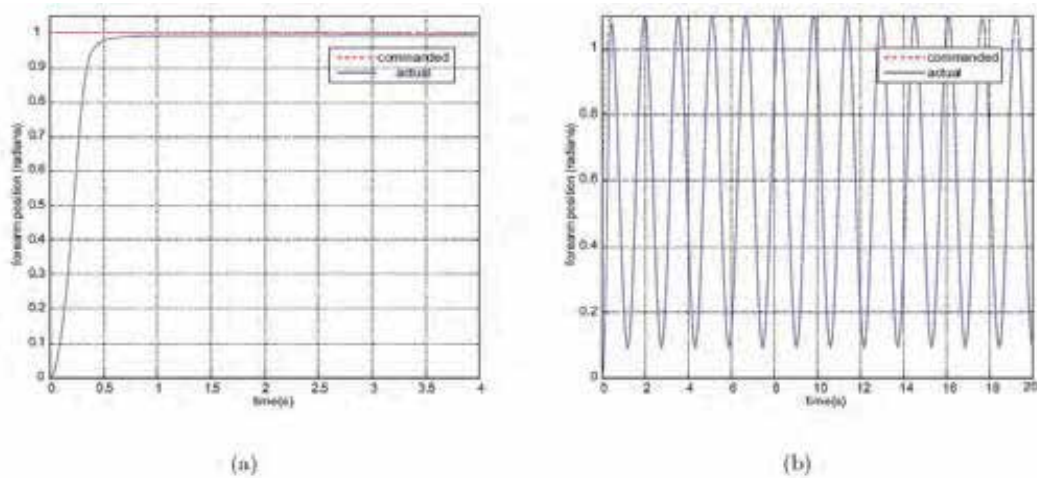 1
0.9
0.8
0.7
0.6
0.5
0.4
0.3
0.2
0.1
0
forearm position (radians)
0 0.5 1 1.5 2 2.5 3 3.5 4
time(s)
commanded
actual
(a)
1
0.8
0.6
0.4
0.2
0
forearm position (radians)
0 2 4 6 8 10 12 14 16 18 20
time(s)
commanded
actual
(b)